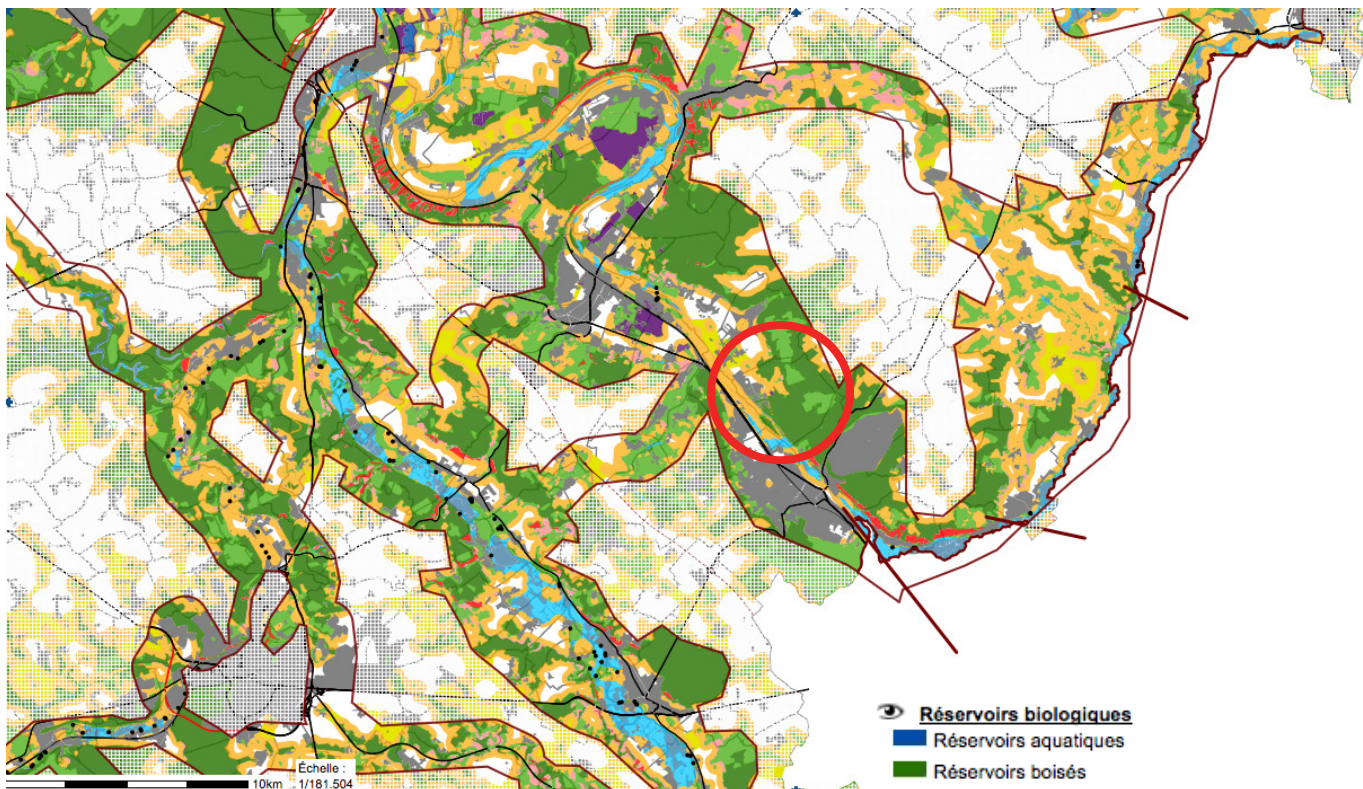 Réservoirs biologiques
Réservoirs aquatiques
Réservoirs boisés
10km
Échelle :
1/181.504